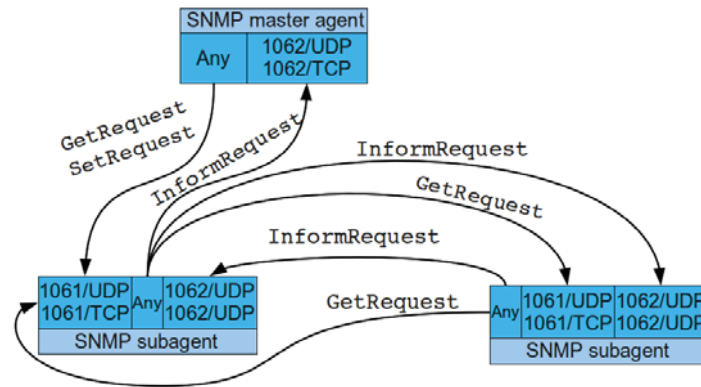 SNMP master agent
Any
1062/UDP
1062/TCP
GetRequest
SetRequest
InformRequest
InformRequest
GetRequest
InformRequest
GetRequest
1061/UDP
1061/TCP
Any
1062/UDP
1062/UDP
SNMP subagent
Any
1061/UDP
1061/TCP
1062/UDP
1062/UDP
SNMP subagent